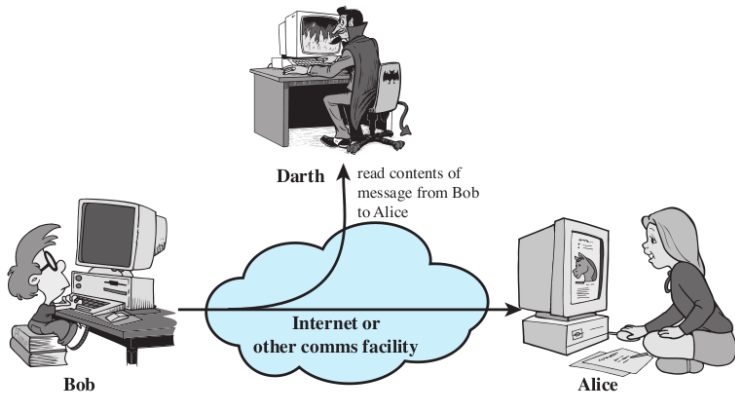 Darth
read contents of
message from Bob
to Alice
Internet or
other comms facility
Bob
Alice